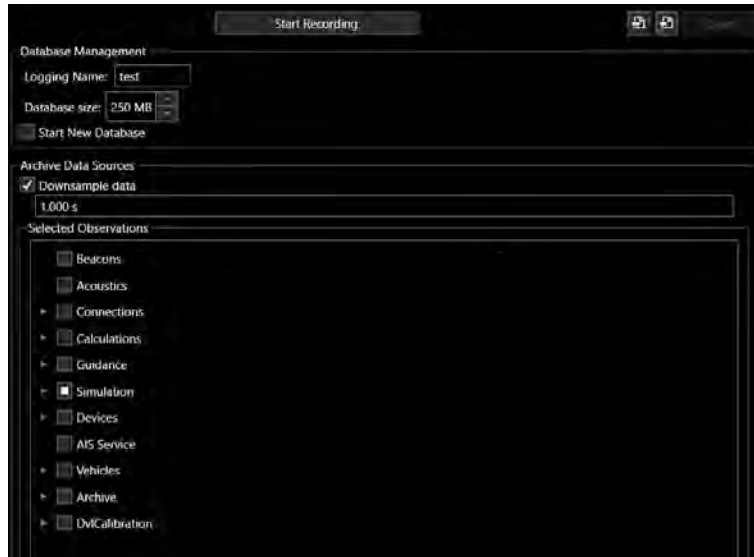 Start Recording
Database Management
Logging Name: test
Database size: 250 MB
Start New Database
Archive Data Sources
Downsample data
1.000 s
Selected Observations
Beacons
Acoustics
Connections
Calculations
Guidance
Simulation
Devices
AIS Service
Vehicles
Archive
DvlCalibration